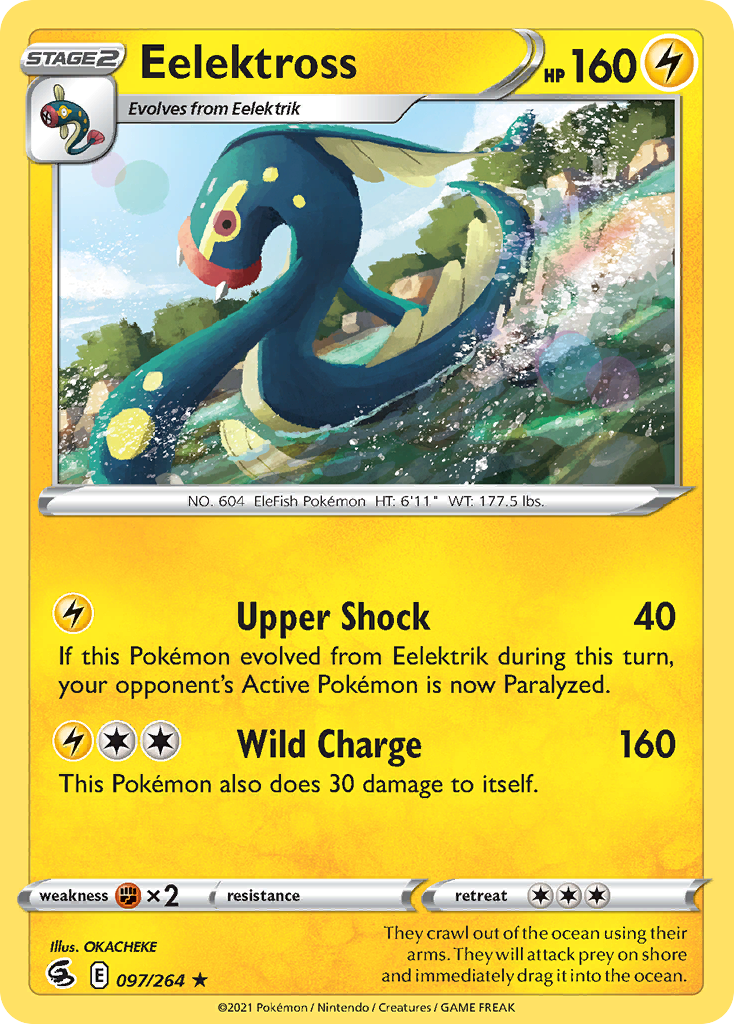 STAGE2
Eelektross
HP 160
Evolves from Eelektrik
NO. 604 EleFish Pokémon HT: 6'11" WT: 177.5 lbs.
Upper Shock 40
If this Pokémon evolved from Eelektrik during this turn,
your opponent's Active Pokémon is now Paralyzed.
Wild Charge 160
This Pokémon also does 30 damage to itself.
weakness ×2 resistance retreat
Illus. OKACHEKE
E 097/264 ★
They crawl out of the ocean using their
arms. They will attack prey on shore
and immediately drag it into the ocean.
©2021 Pokémon / Nintendo / Creatures / GAME FREAK